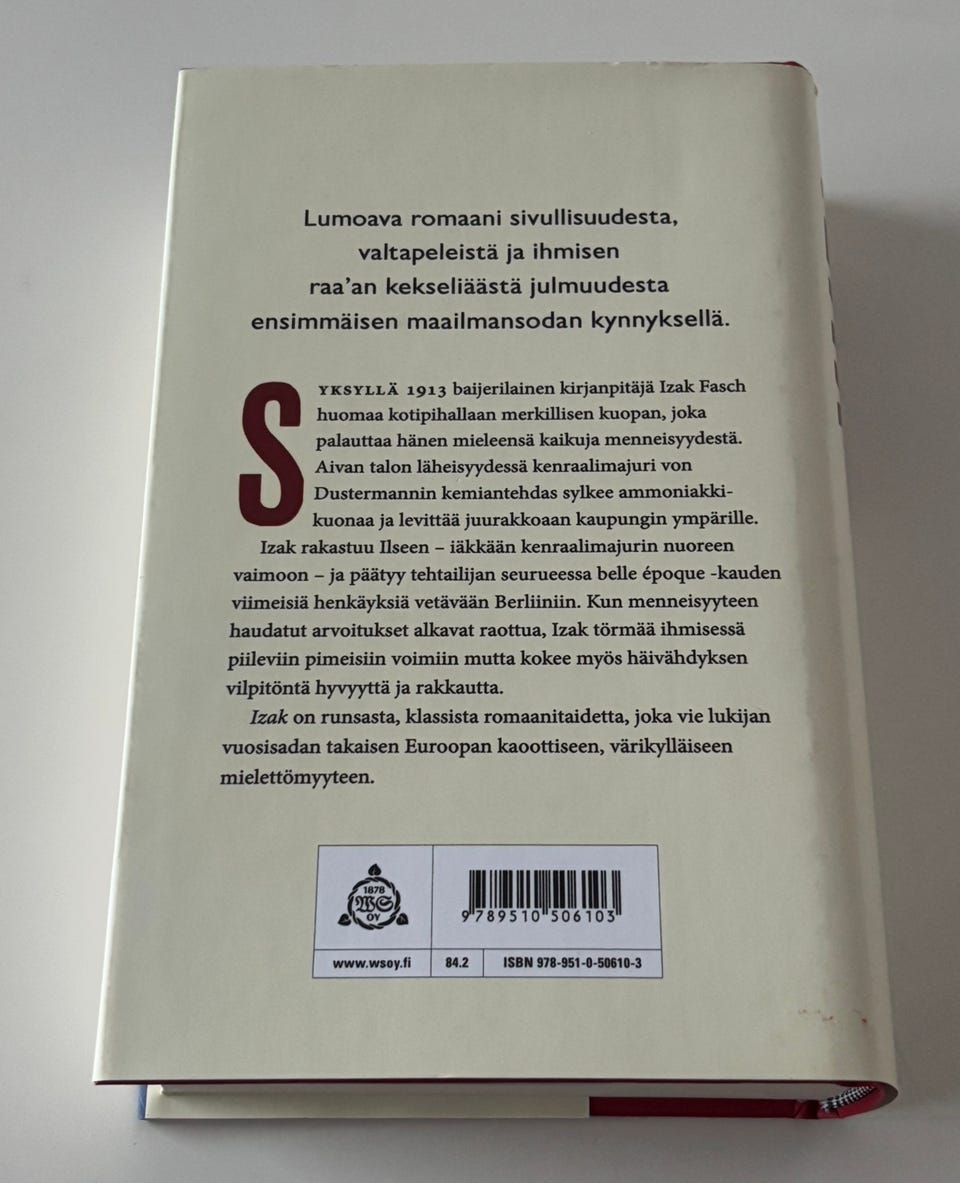 Lumoava romaani sivullisuudesta,
valtapeleistä ja ihmisen
raa'an kekseliäästä julmuudesta
ensimmäisen maailmansodan kynnyksellä.
SYKSYLLÄ 1913 baijerilainen kirjanpitäjä Izak Fasch
huomaa kotipihallaan merkillisen kuopan, joka
palauttaa hänen mieleensä kaikuja menneisyydestä.
Aivan talon läheisyydessä kenraalimajuri von
Dustermannin kemiantehdas sylkee ammoniakki-
kuonaa ja levittää juurakkoaan kaupungin ympärille.
Izak rakastuu Ilseen – iäkkään kenraalimajurin nuoreen
vaimoon – ja päätyy tehtailijan seurueessa belle époque -kauden
viimeisiä henkäyksiä vetävään Berliiniin. Kun menneisyyteen
haudatut arvoitukset alkavat raottua, Izak törmää ihmisessä
piileviin pimeisiin voimiin mutta kokee myös häivähdyksen
vilpitöntä hyvyyttä ja rakkautta.
Izak on runsasta, klassista romaanitaidetta, joka vie lukijan
vuosisadan takaisen Euroopan kaoottiseen, värikylläiseen
mielettömyyteen.
1878
WS
OY
9 789510 506103
www.wsoy.fi
84.2
ISBN 978-951-0-50610-3